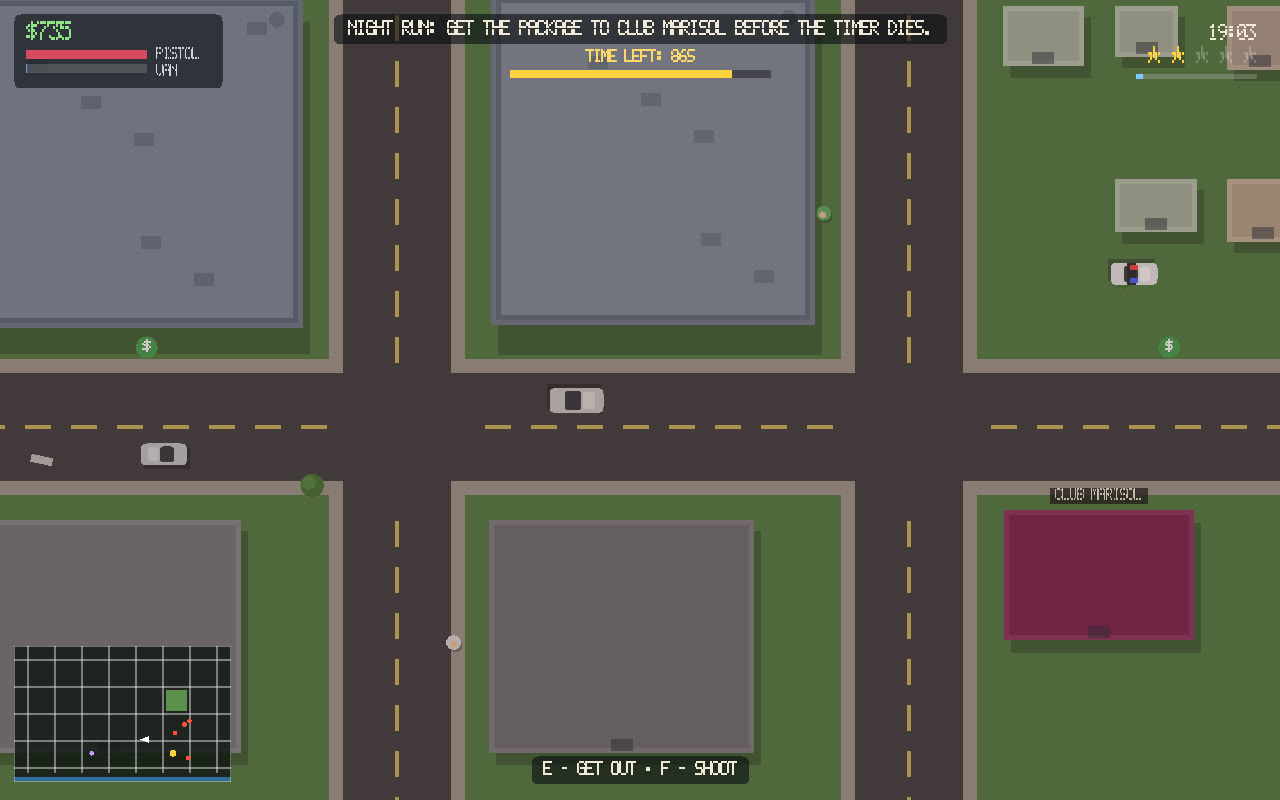 $735
PISTOL
VAN
NIGHT RUN: GET THE PACKAGE TO CLUB MARISOL BEFORE THE TIMER DIES.
TIME LEFT: 86S
19:03
$
$
CLUB MARISOL
E - GET OUT · F - SHOOT